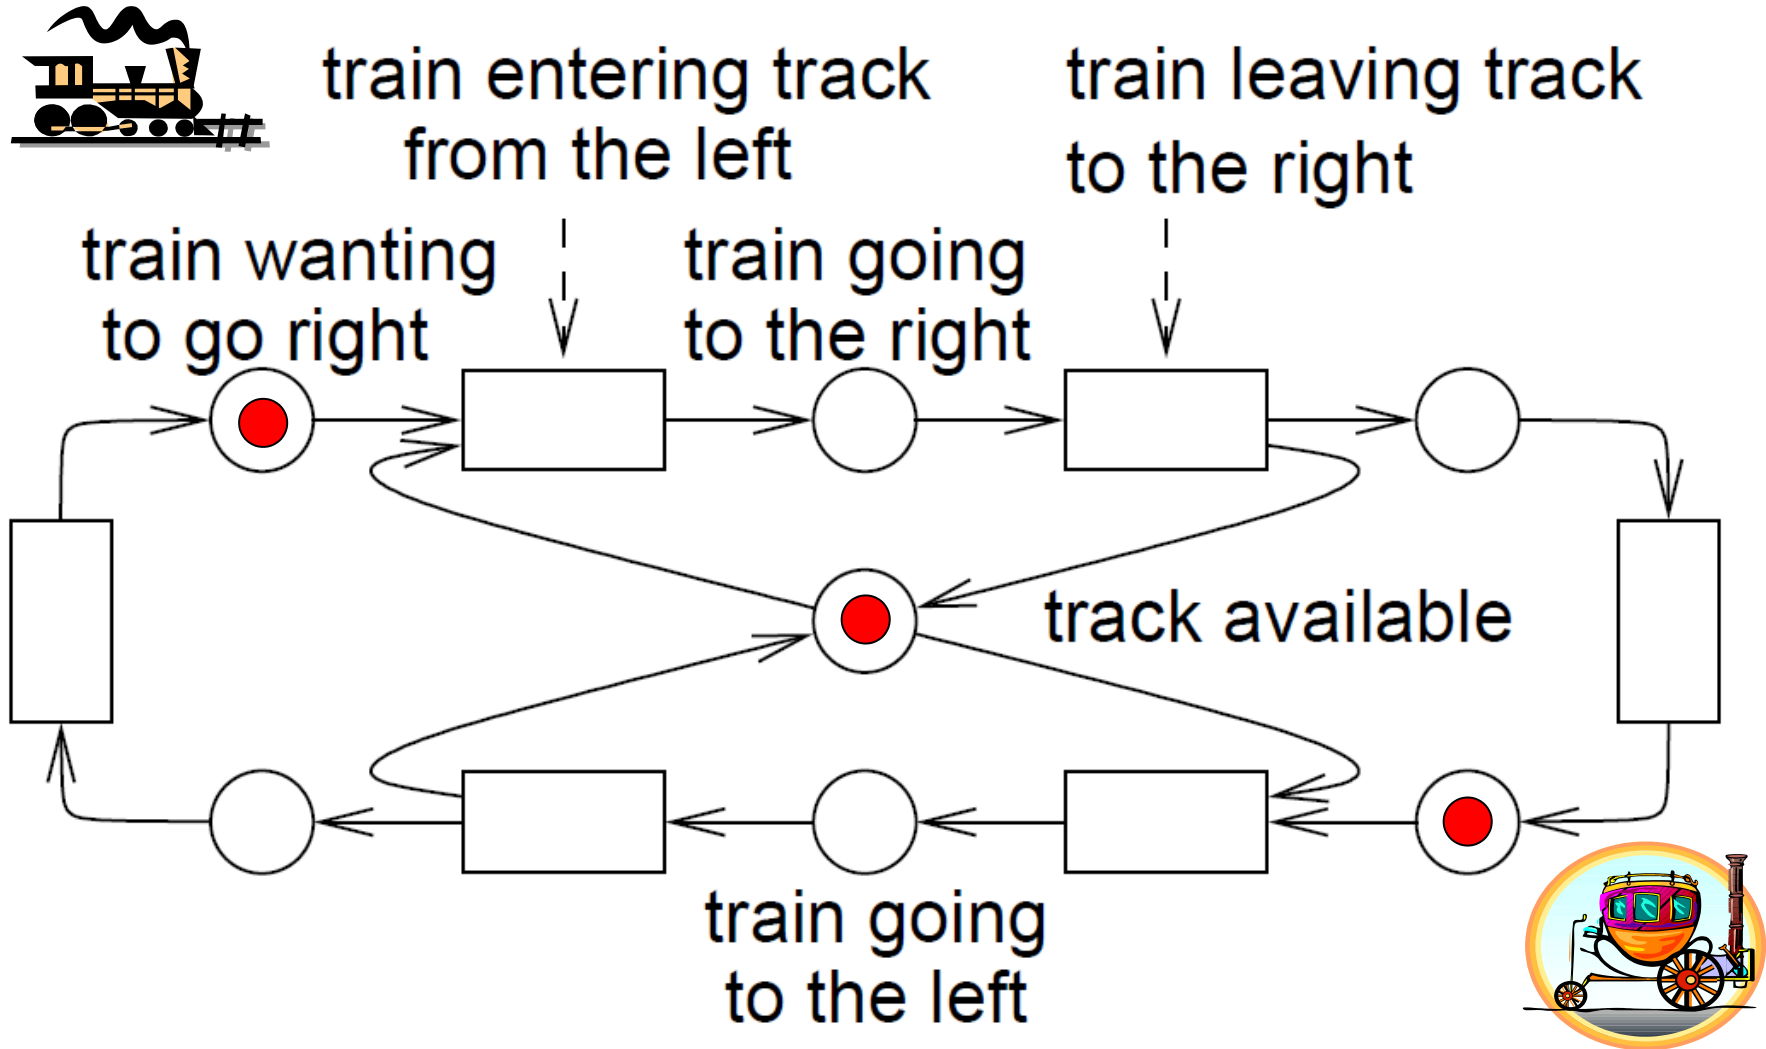 train entering track
from the left
train leaving track
to the right
train wanting
to go right
train going
to the right
track available
train going
to the left